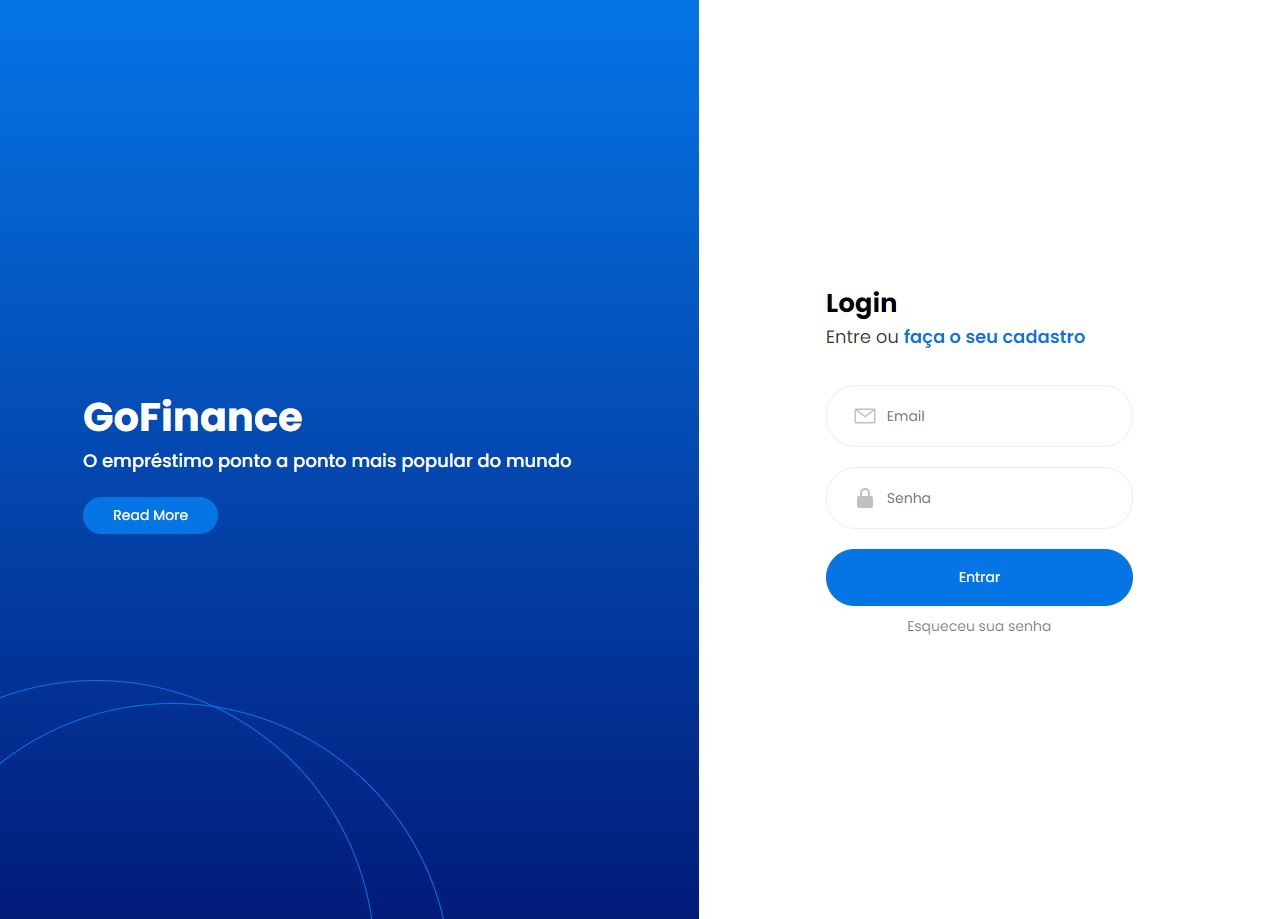 GoFinance
O empréstimo ponto a ponto mais popular do mundo
Read More
Login
Entre ou faça o seu cadastro
Email
Senha
Entrar
Esqueceu sua senha